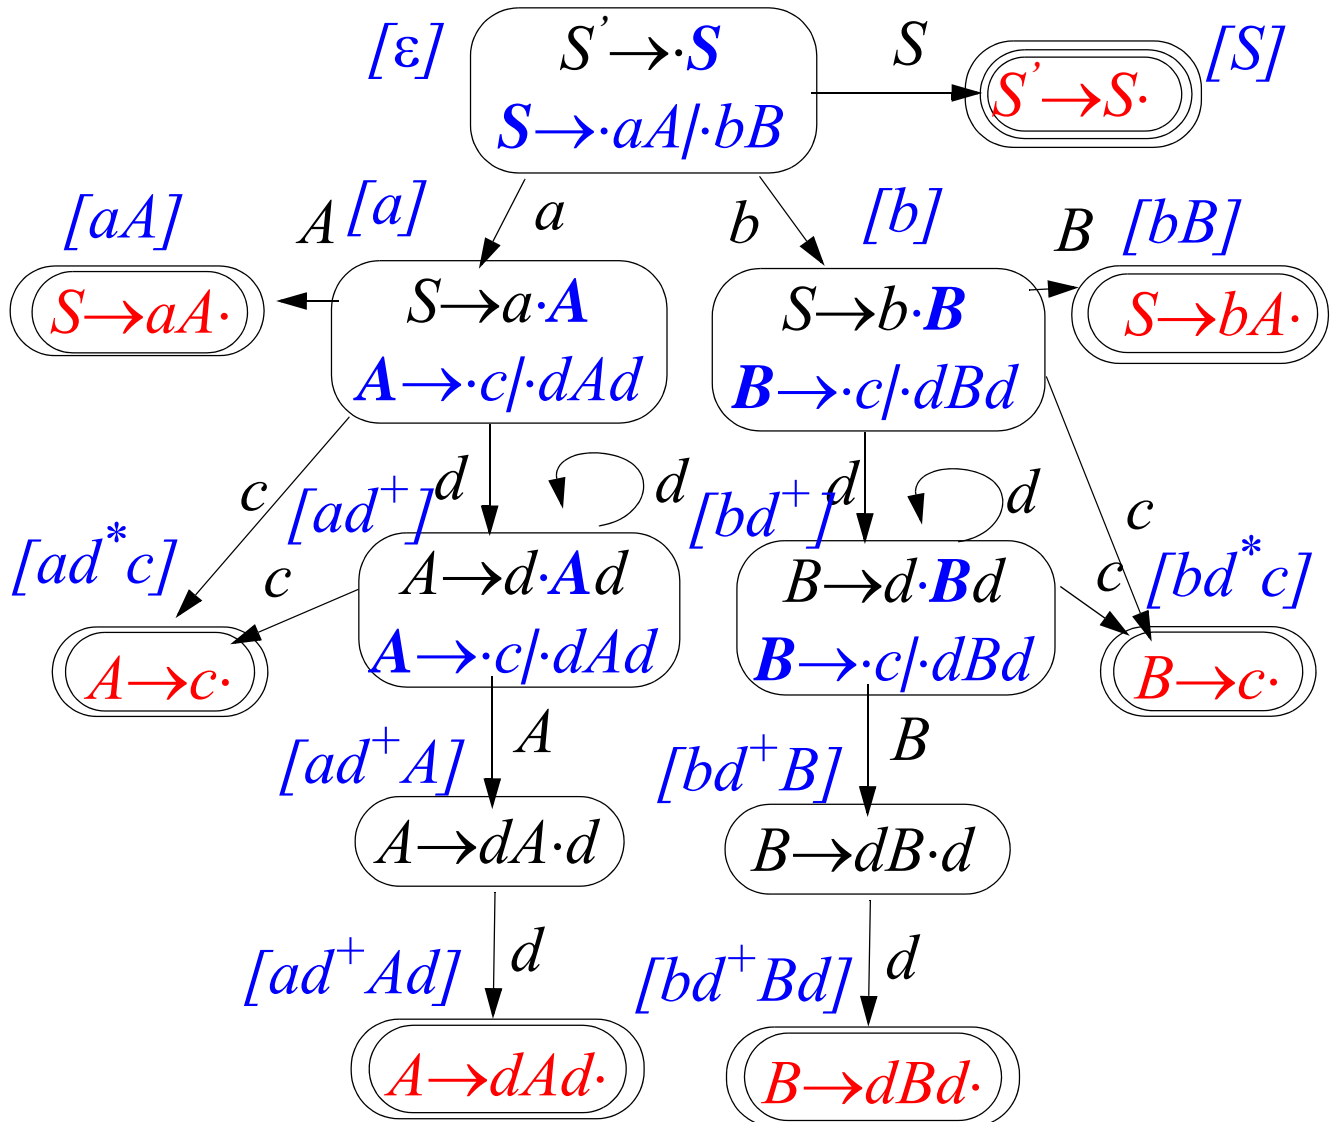 [ε]
S'→·S
S→·aA/·bB
S
S'→S·
[S]
[aA]
A
[a]
a
b
[b]
B
[bB]
S→aA·
S→a·A
A→·c/·dAd
S→b·B
B→·c/·dBd
S→bA·
c
[ad+]
d
d
[bd+]
d
d
c
[ad*c]
c
c
[bd*c]
A→c·
A→d·Ad
A→·c/·dAd
B→d·Bd
B→·c/·dBd
B→c·
[ad+A]
A
[bd+B]
B
A→dA·d
B→dB·d
[ad+Ad]
d
[bd+Bd]
d
A→dAd·
B→dBd·